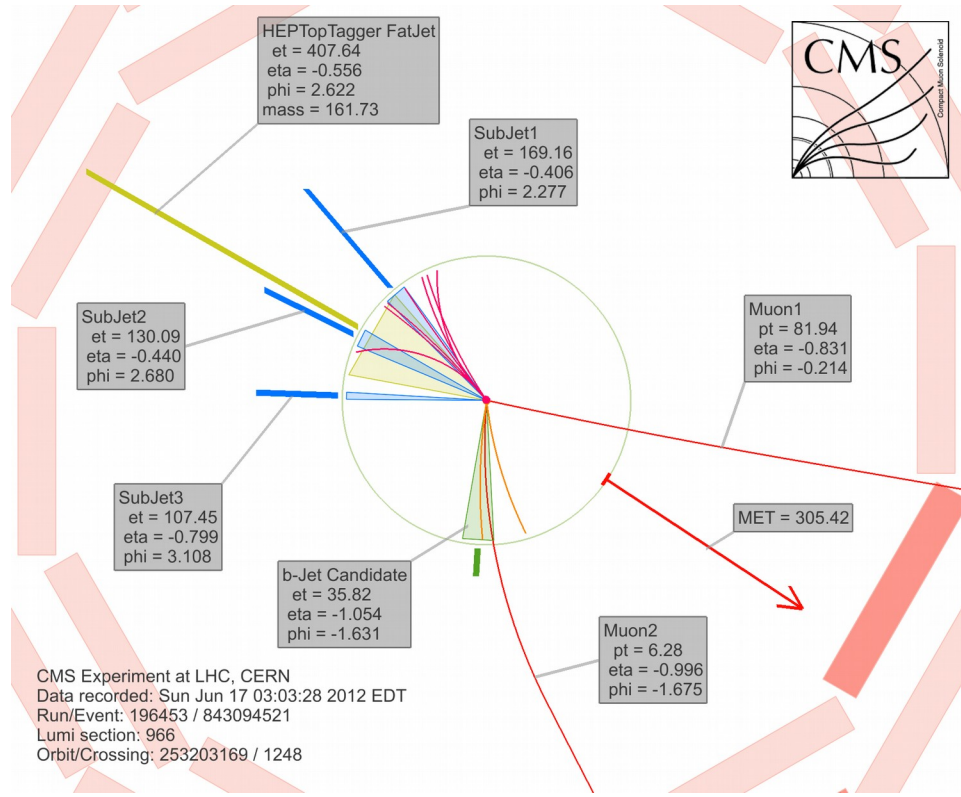 HEPTopTagger FatJet
et = 407.64
eta = -0.556
phi = 2.622
mass = 161.73
CMS
Compact Muon Solenoid
SubJet1
et = 169.16
eta = -0.406
phi = 2.277
SubJet2
et = 130.09
eta = -0.440
phi = 2.680
Muon1
pt = 81.94
eta = -0.831
phi = -0.214
SubJet3
et = 107.45
eta = -0.799
phi = 3.108
MET = 305.42
b-Jet Candidate
et = 35.82
eta = -1.054
phi = -1.631
Muon2
pt = 6.28
eta = -0.996
phi = -1.675
CMS Experiment at LHC, CERN
Data recorded: Sun Jun 17 03:03:28 2012 EDT
Run/Event: 196453 / 843094521
Lumi section: 966
Orbit/Crossing: 253203169 / 1248